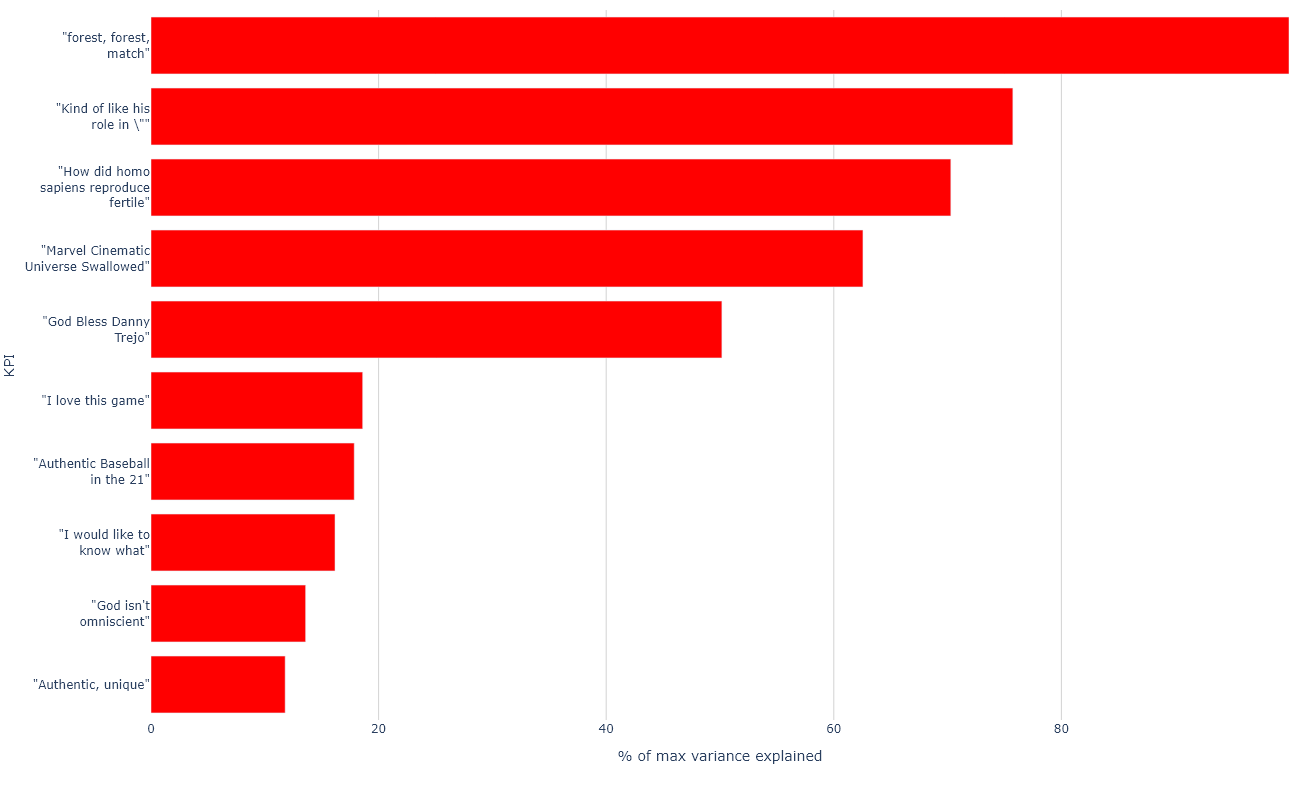 "forest, forest,
match"
"Kind of like his
role in \""
"How did homo
sapiens reproduce
fertile"
"Marvel Cinematic
Universe Swallowed"
"God Bless Danny
Trejo"
KPI
"I love this game"
"Authentic Baseball
in the 21"
"I would like to
know what"
"God isn't
omniscient"
"Authentic, unique"
0 20 40 60 80
% of max variance explained